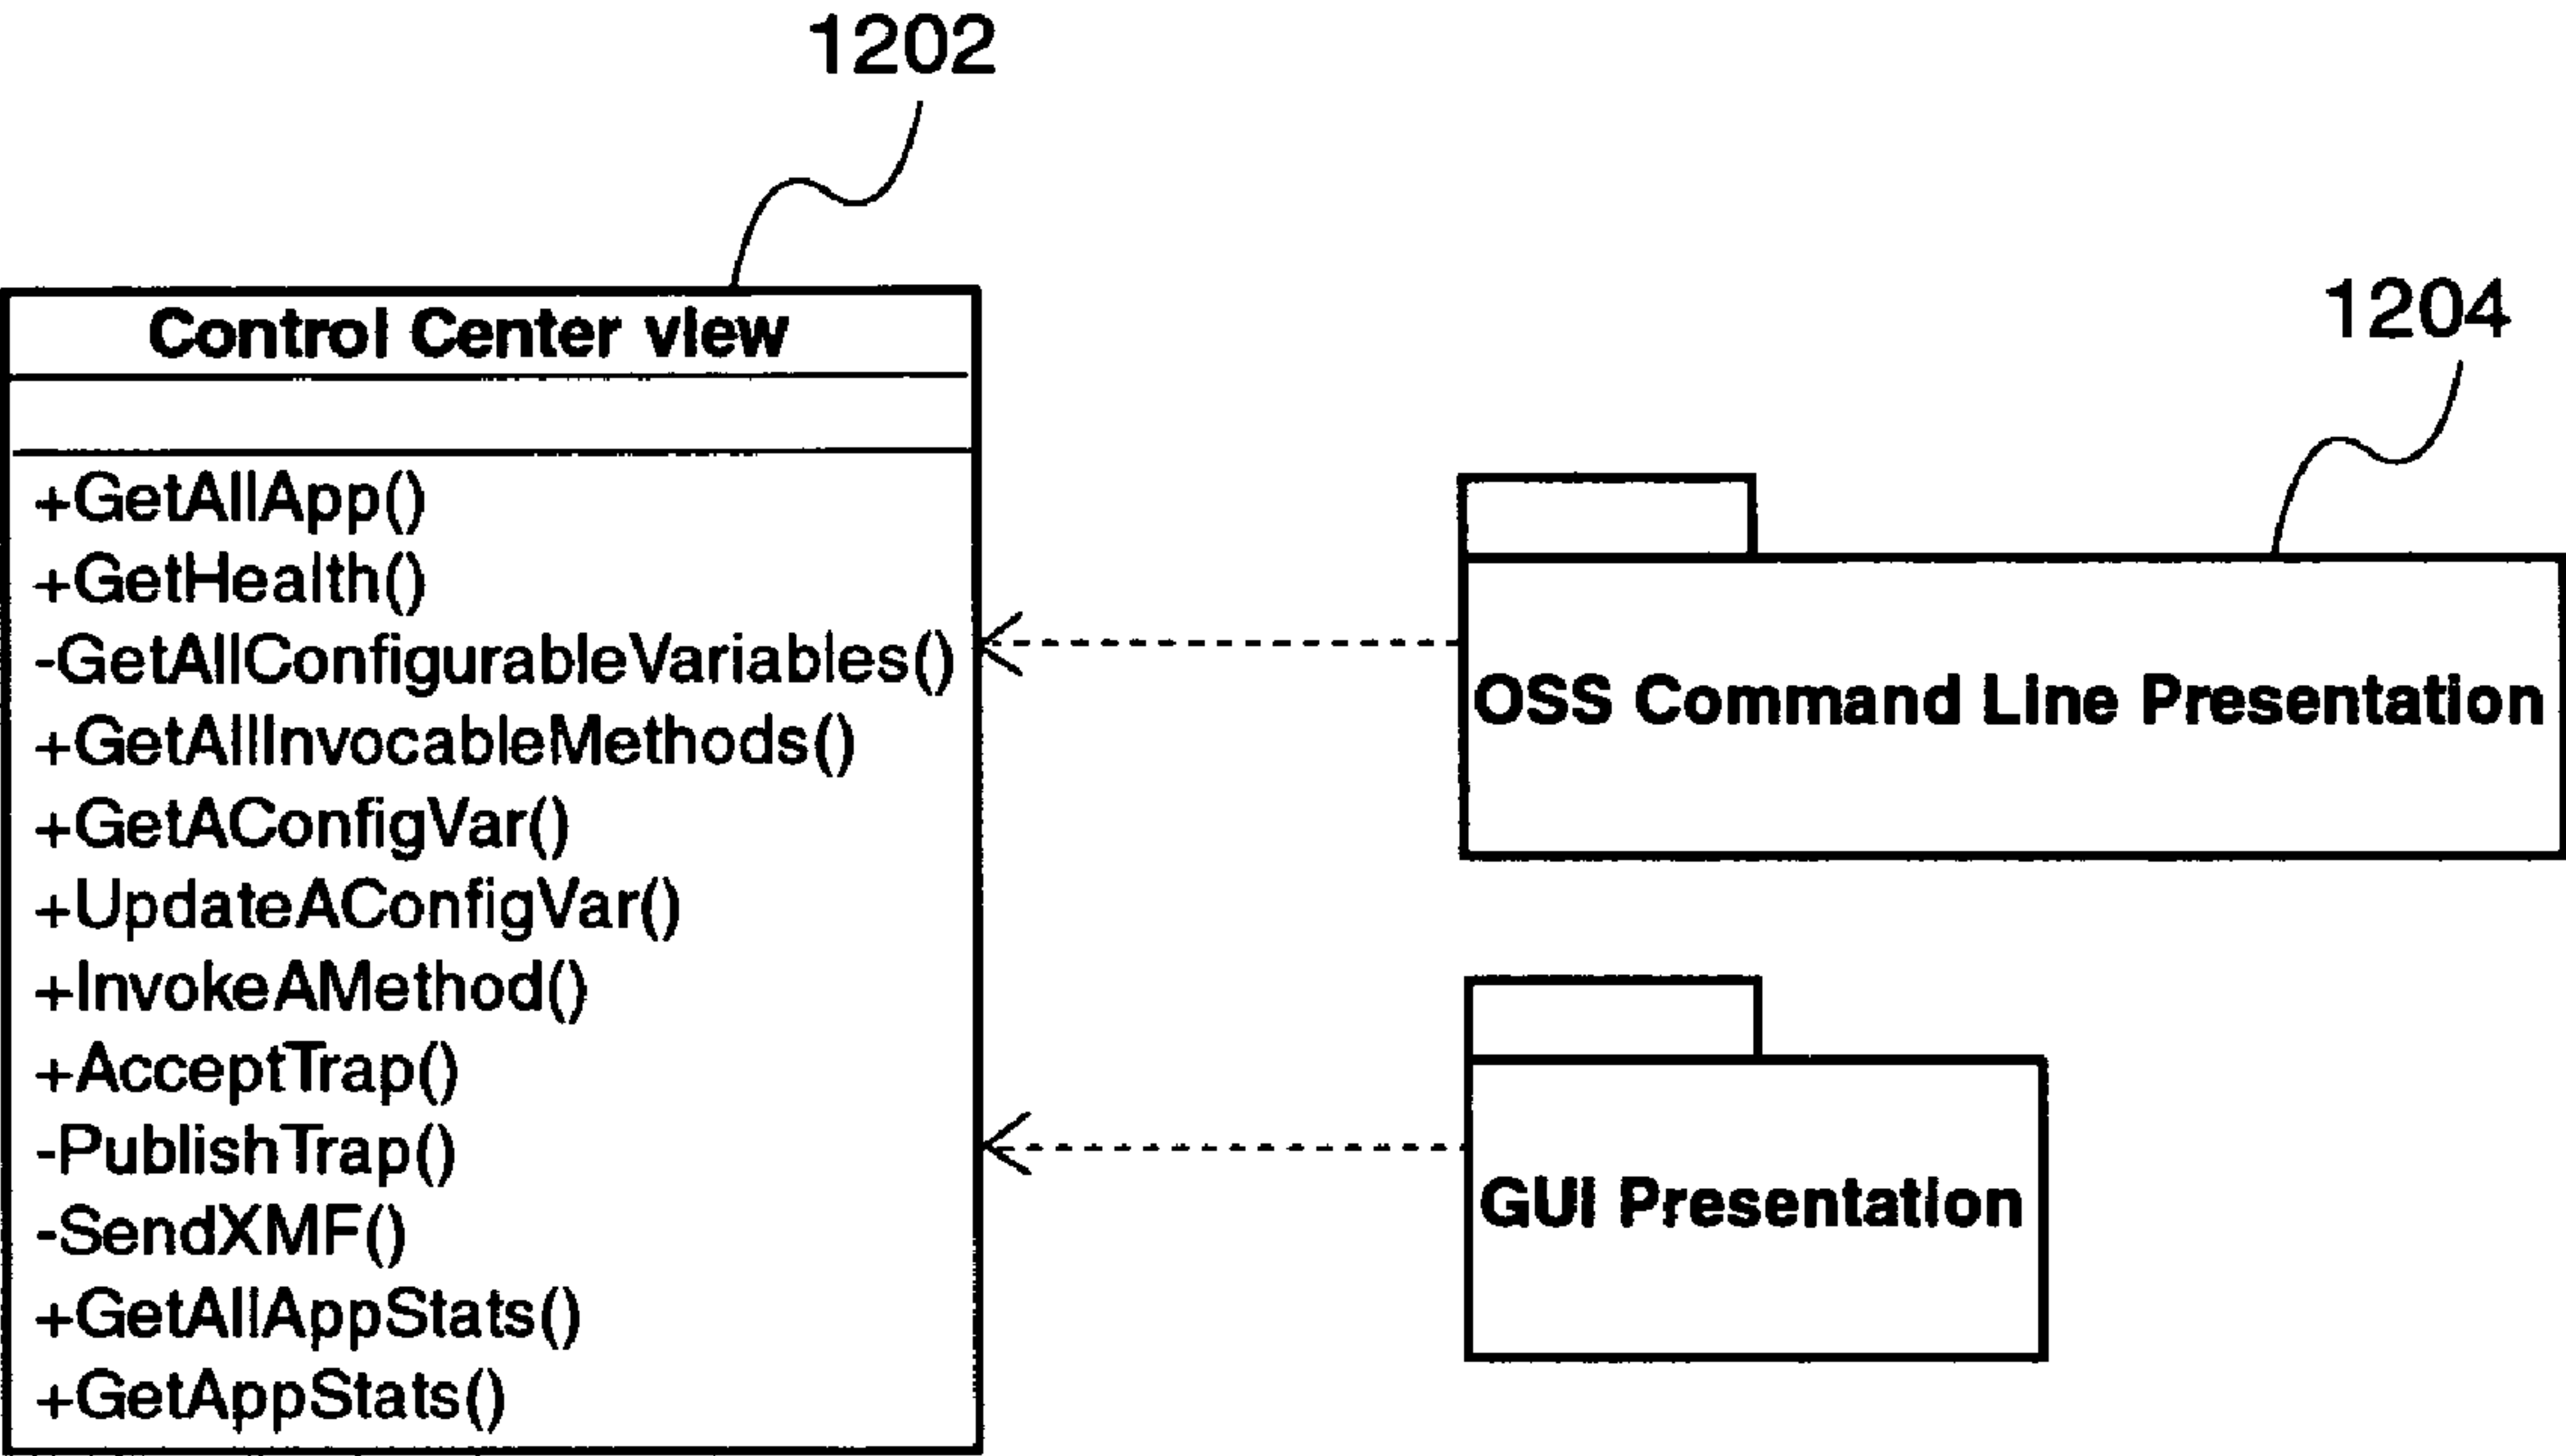 1202
Control Center view
+GetAllApp()
+GetHealth()
-GetAllConfigurableVariables()
+GetAllInvocableMethods()
+GetAConfigVar()
+UpdateAConfigVar()
+InvokeAMethod()
+AcceptTrap()
-PublishTrap()
-SendXMF()
+GetAllAppStats()
+GetAppStats()
1204
OSS Command Line Presentation
GUI Presentation